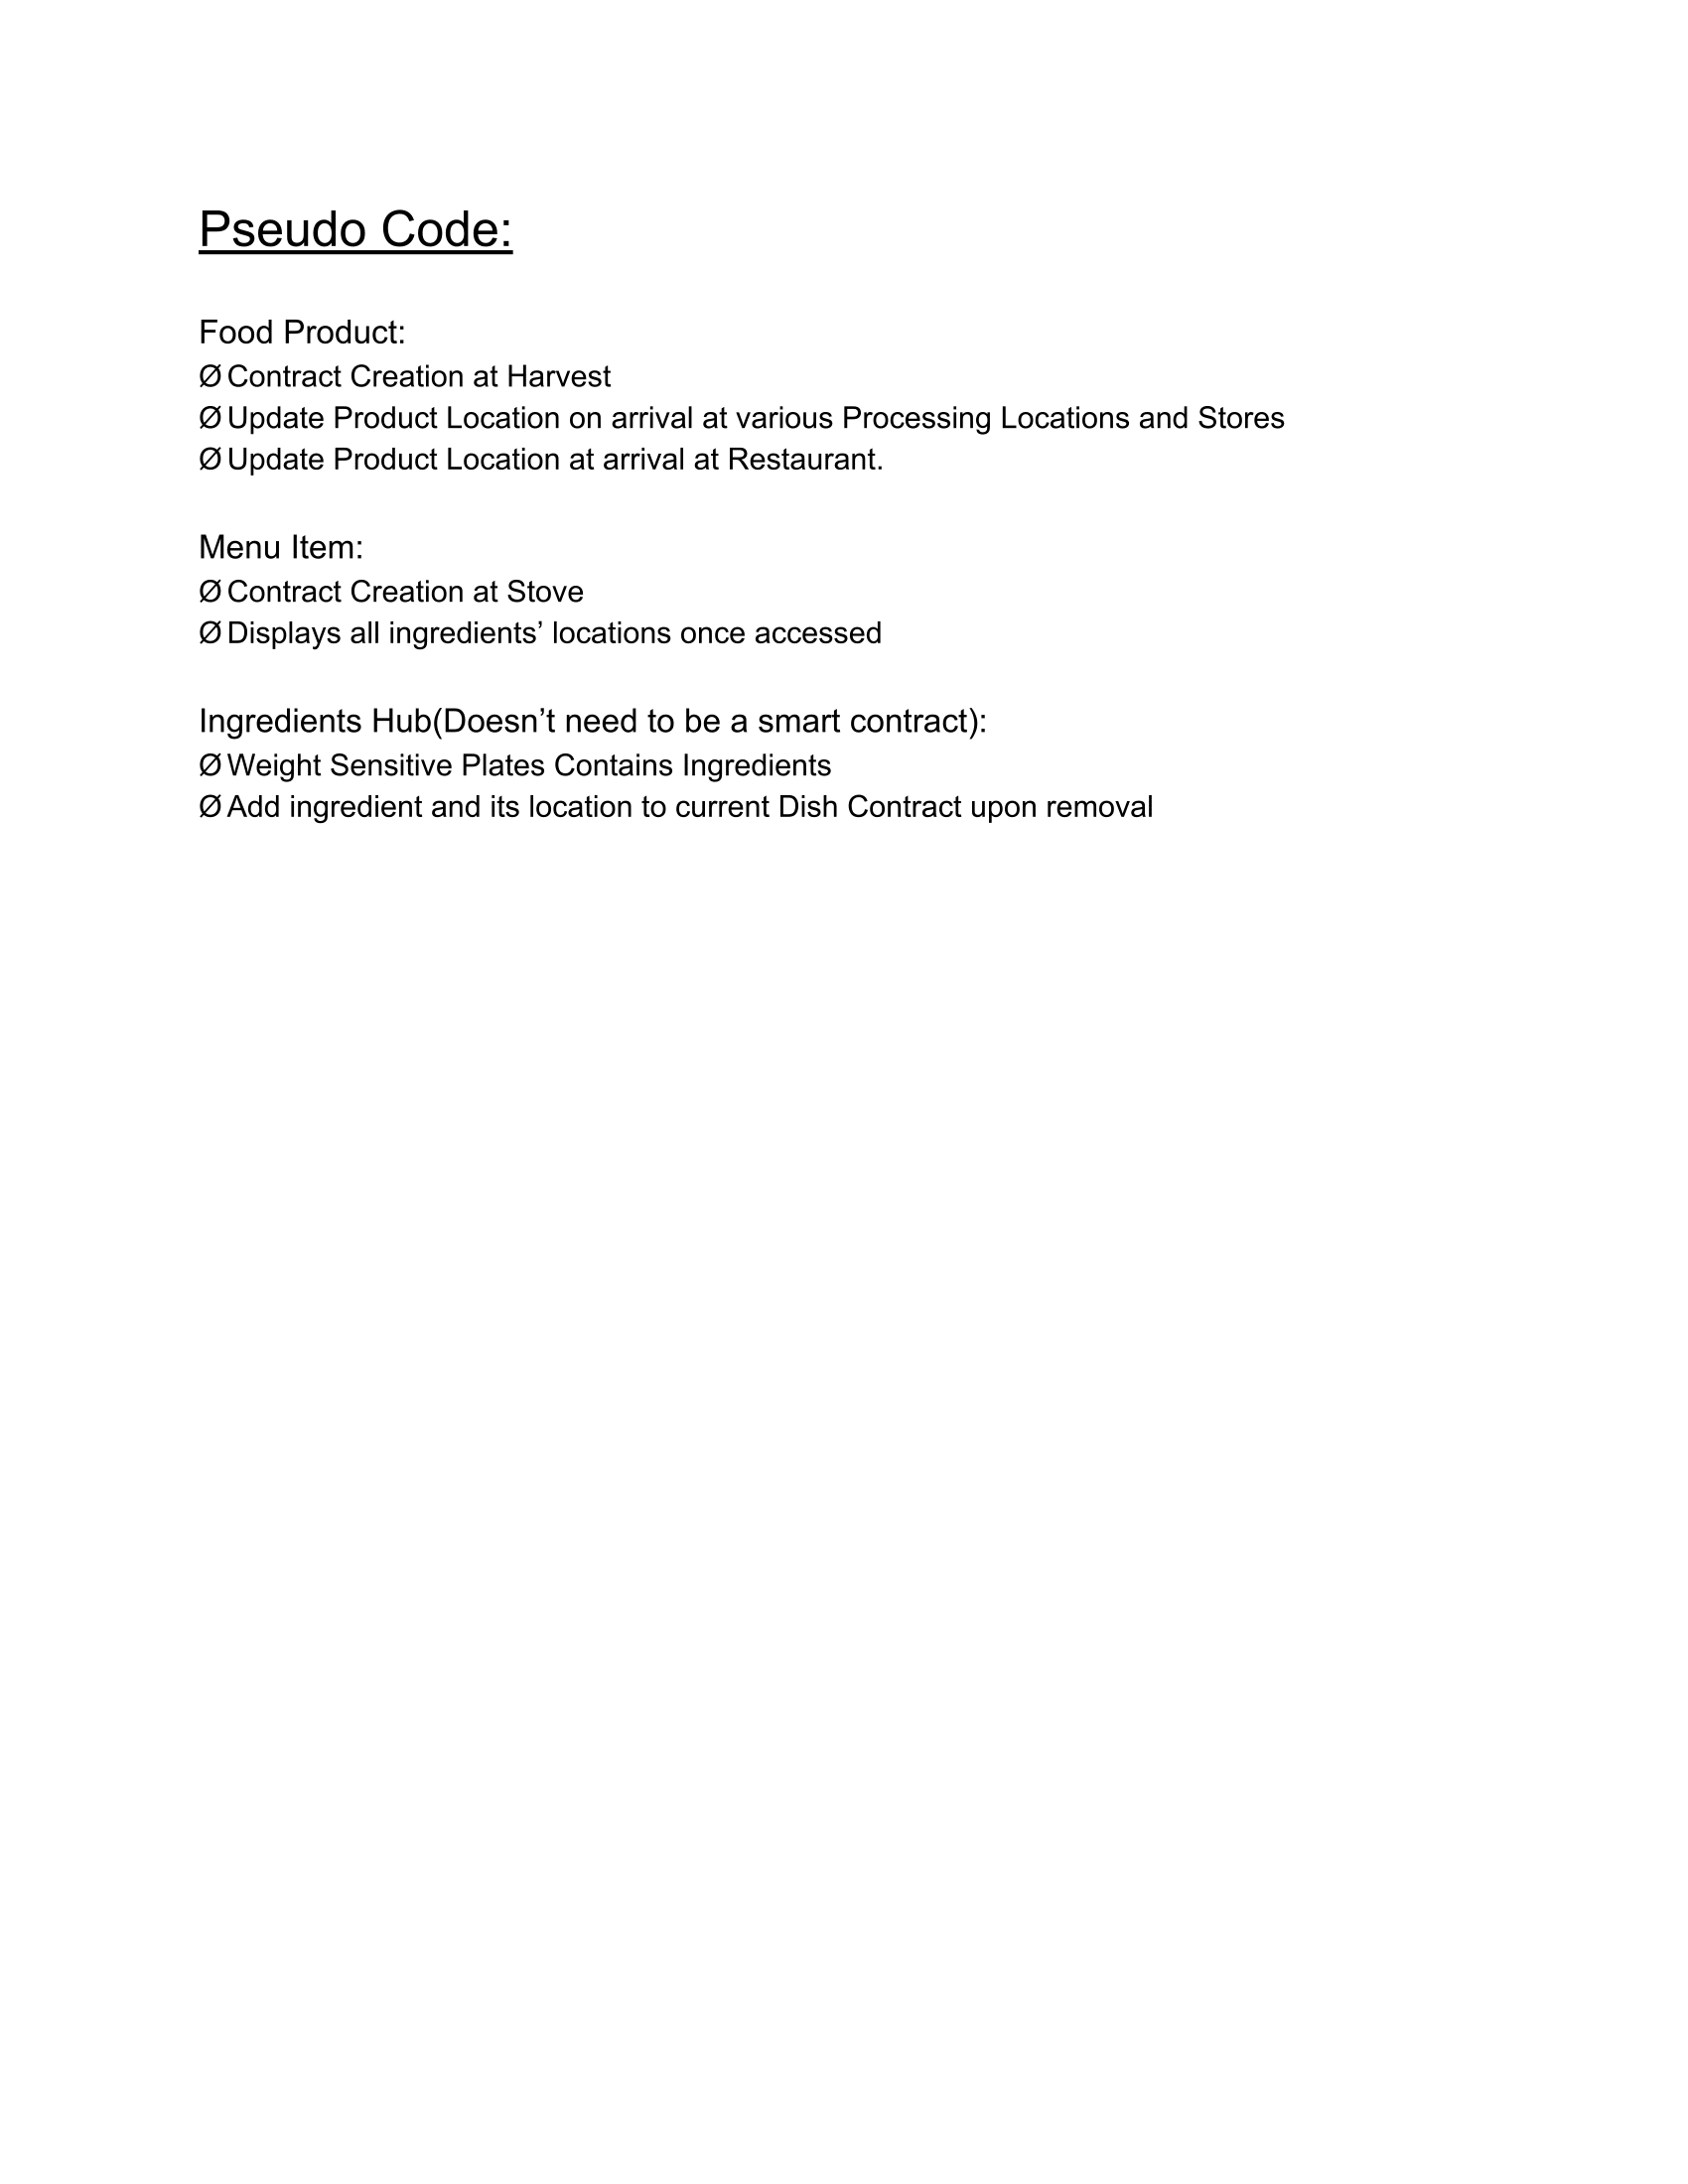 Pseudo Code:
Food Product:
Ø Contract Creation at Harvest
Ø Update Product Location on arrival at various Processing Locations and Stores
Ø Update Product Location at arrival at Restaurant.
Menu Item:
Ø Contract Creation at Stove
Ø Displays all ingredients’ locations once accessed
Ingredients Hub(Doesn’t need to be a smart contract):
Ø Weight Sensitive Plates Contains Ingredients
Ø Add ingredient and its location to current Dish Contract upon removal